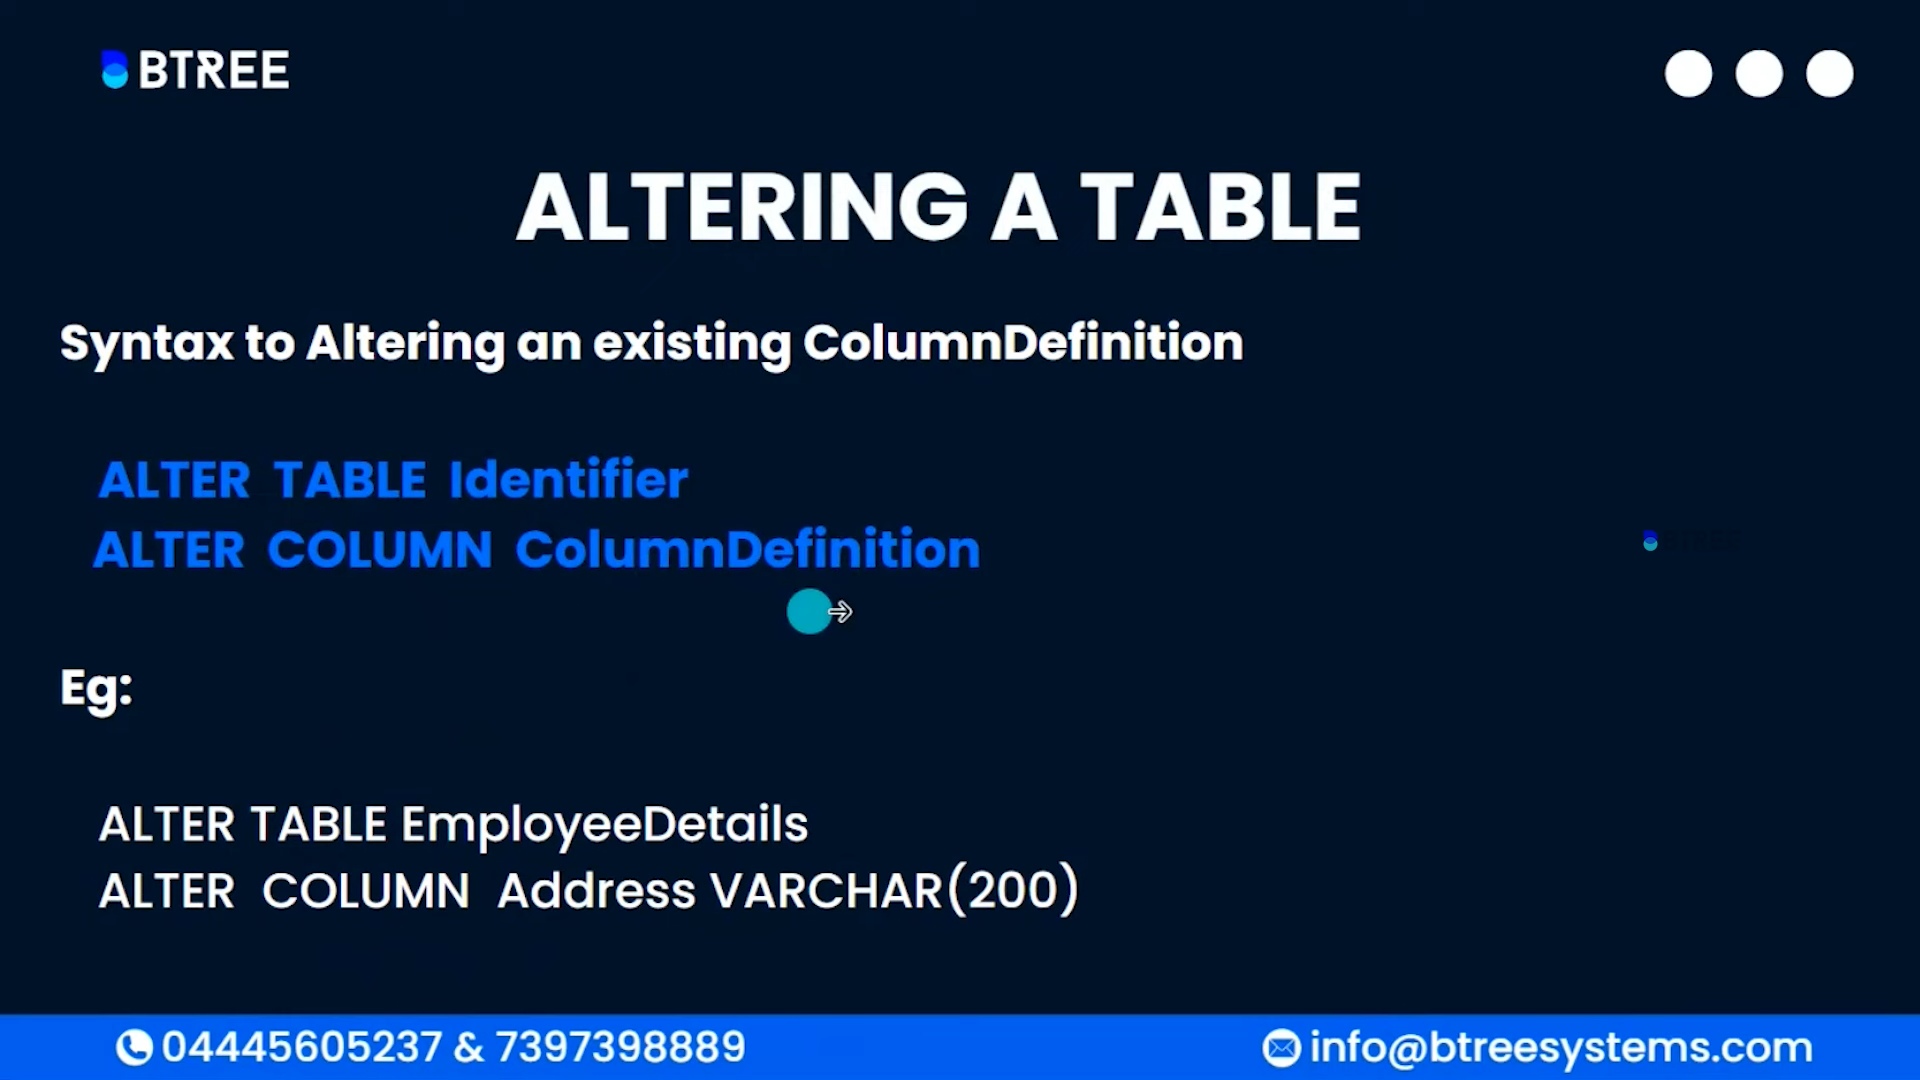 BTREE
ALTERING A TABLE
Syntax to Altering an existing ColumnDefinition
ALTER TABLE Identifier
ALTER COLUMN ColumnDefinition
BTREE
Eg:
ALTER TABLE EmployeeDetails
ALTER COLUMN Address VARCHAR(200)
04445605237 & 7397398889
info@btreesystems.com